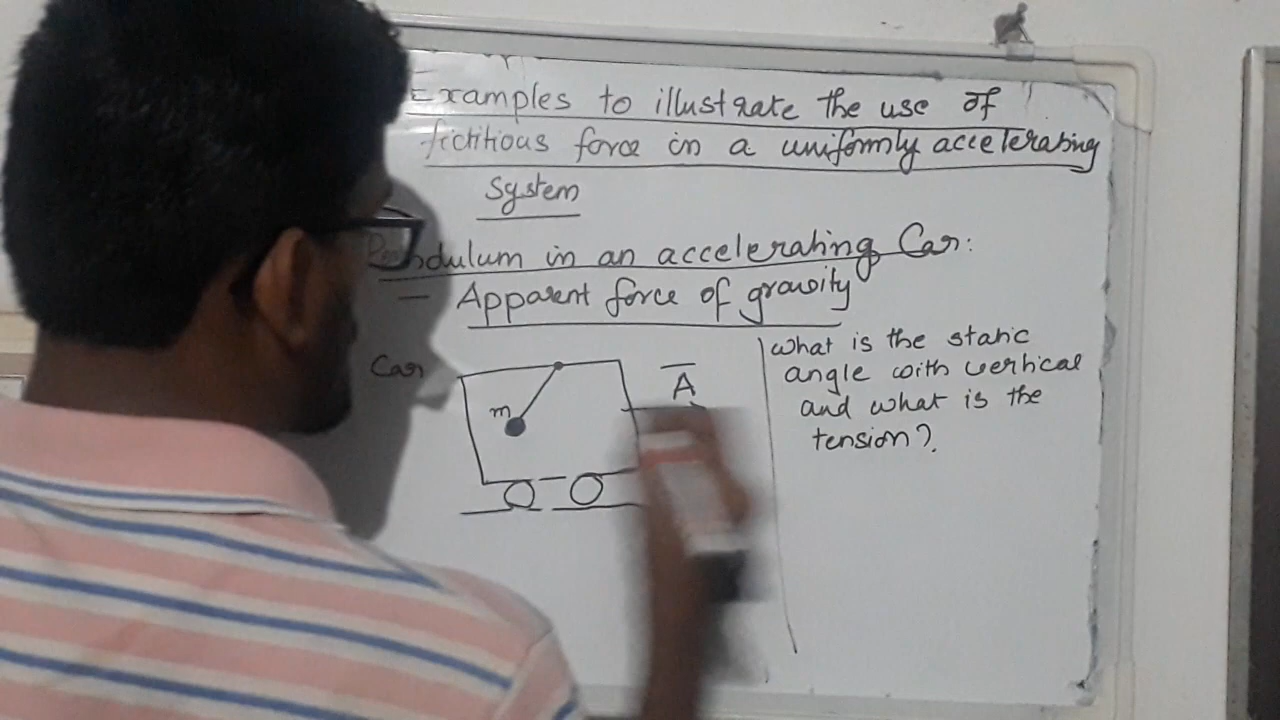 Examples to illustrate the use of
fictitious force in a uniformly accelerating
System
Pendulum in an accelerating Car:
— Apparent force of gravity
Car
m
A
what is the static
angle with vertical
and what is the
tension?